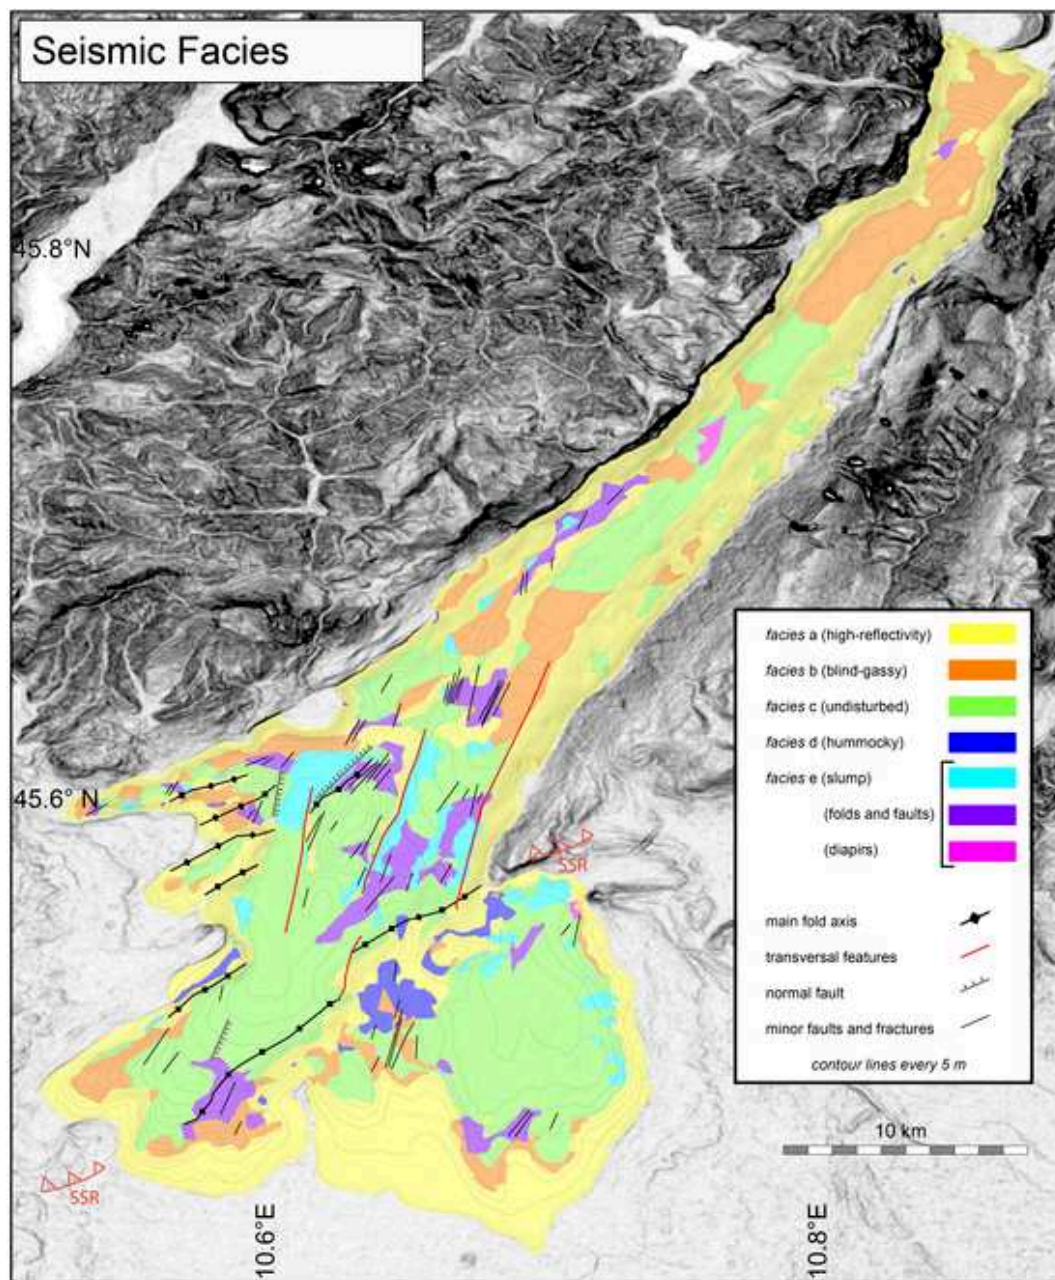 Seismic Facies
45.8°N
facies a (high-reflectivity)
facies b (blind-gassy)
facies c (undisturbed)
facies d (hummocky)
facies e (slump)
(folds and faults)
(diapirs)
main fold axis
transversal features
normal fault
minor faults and fractures
contour lines every 5 m
45.6° N
SSR
10 km
SSR
10.6°E
10.8°E